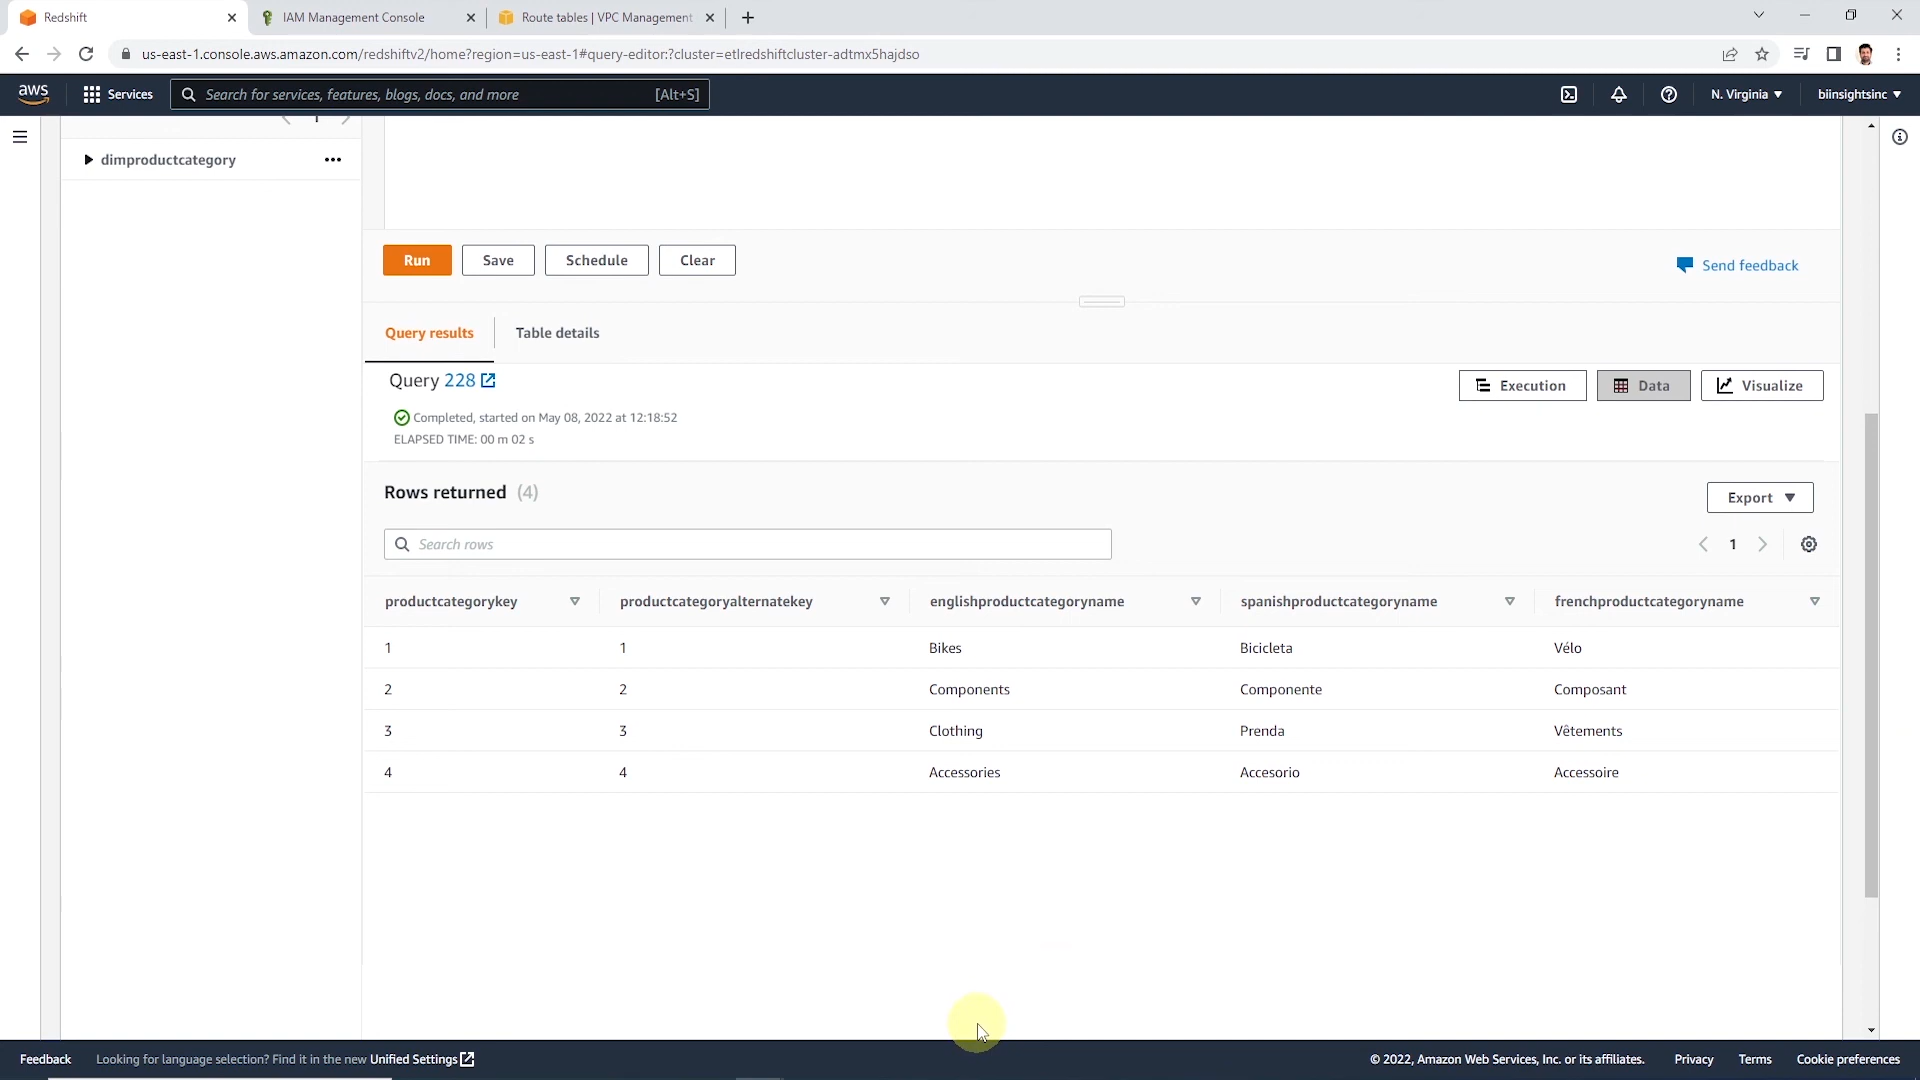 Redshift
IAM Management Console
Route tables | VPC Management
us-east-1.console.aws.amazon.com/redshiftv2/home?region=us-east-1#query-editor:?cluster=etlredshiftcluster-adtmx5hajdso
aws
Services
Search for services, features, blogs, docs, and more
[Alt+S]
N. Virginia
biinsightsinc
1
dimproductcategory
Run
Save
Schedule
Clear
Send feedback
Query results
Table details
Query 228
Execution
Data
Visualize
Completed, started on May 08, 2022 at 12:18:52
ELAPSED TIME: 00 m 02 s
Rows returned (4)
Export
Search rows
1
productcategorykey productcategoryalternatekey englishproductcategoryname spanishproductcategoryname frenchproductcategoryname
1 1 Bikes Bicicleta Vélo
2 2 Components Componente Composant
3 3 Clothing Prenda Vêtements
4 4 Accessories Accesorio Accessoire
Feedback
Looking for language selection? Find it in the new Unified Settings
© 2022, Amazon Web Services, Inc. or its affiliates.
Privacy
Terms
Cookie preferences